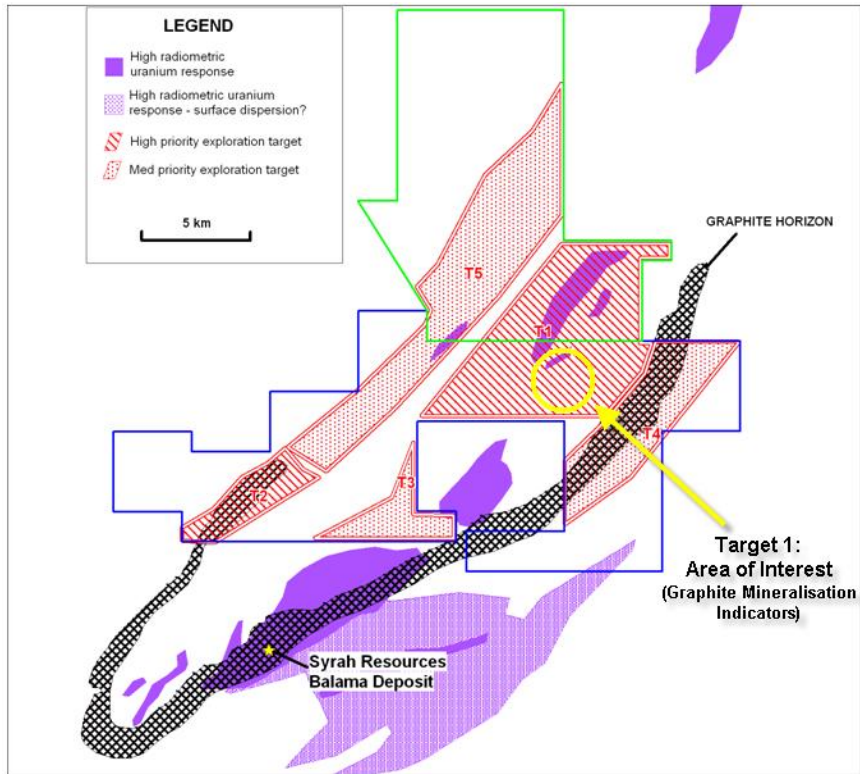 LEGEND
High radiometric
uranium response
High radiometric uranium
response - surface dispersion?
High priority exploration target
Med priority exploration target
5 km
GRAPHITE HORIZON
T5
T1
T4
T2
T3
Target 1:
Area of Interest
(Graphite Mineralisation
Indicators)
Syrah Resources
Balama Deposit